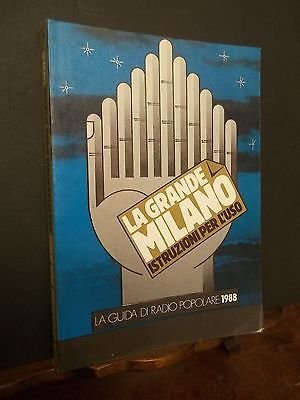 LA GRANDE
MILANO
ISTRUZIONI PER L'USO
LA GUIDA DI RADIO POPOLARE 1988